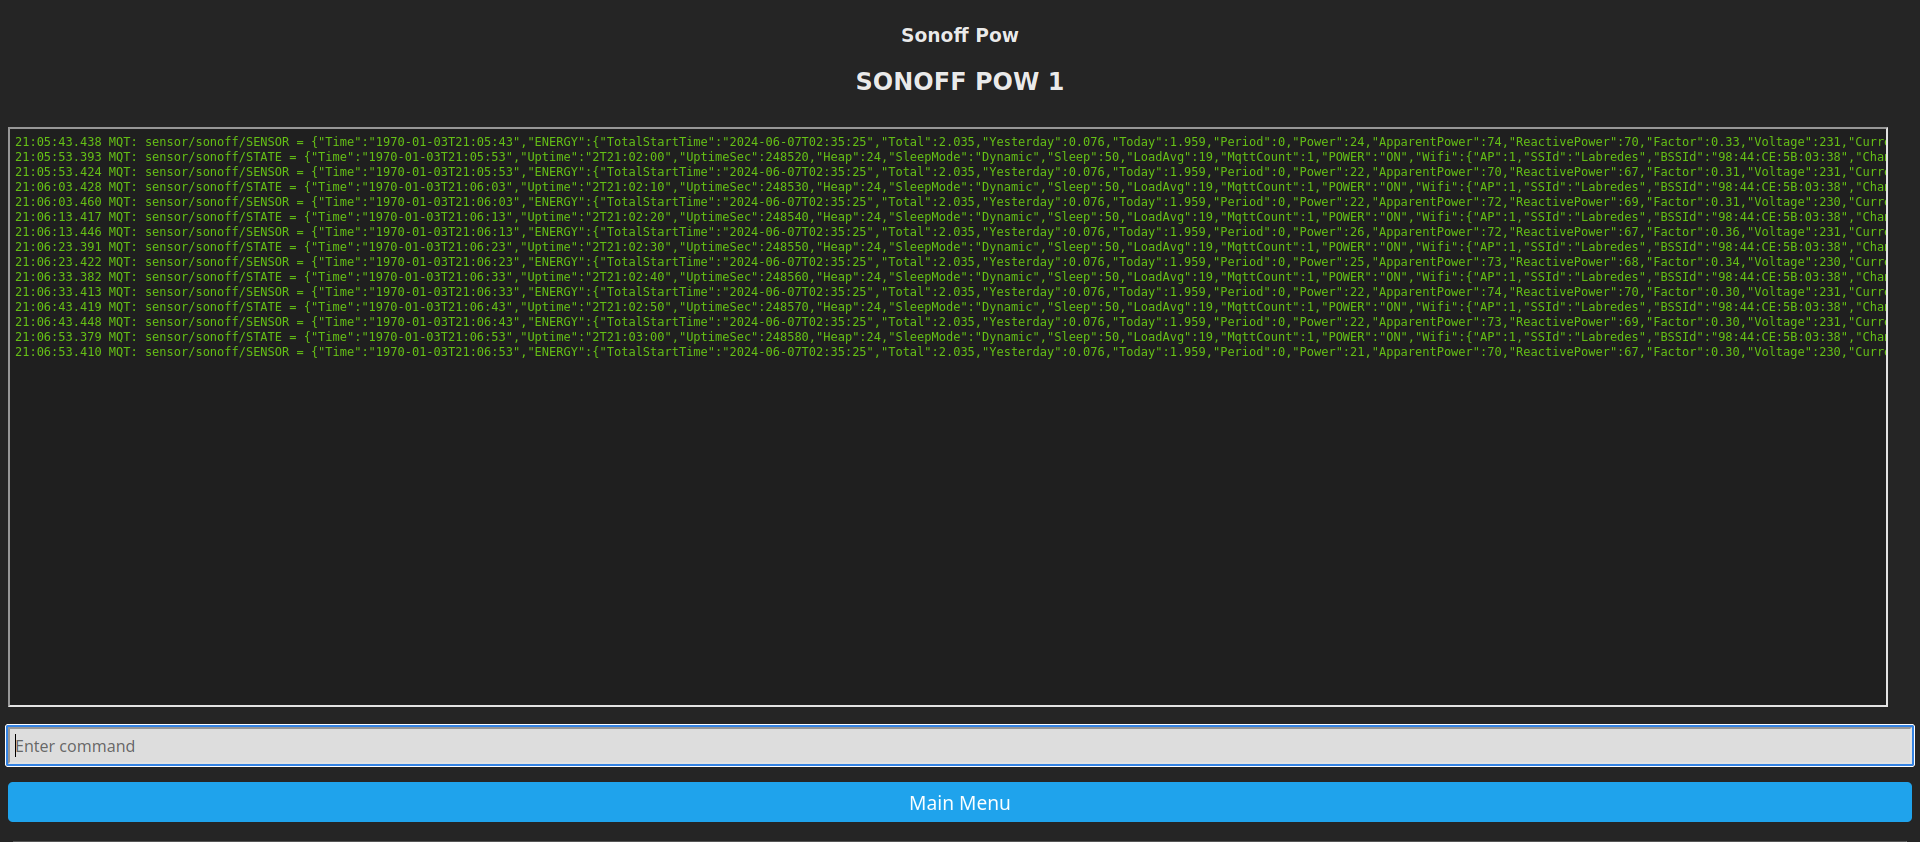 Sonoff Pow
SONOFF POW 1
21:05:43.438 MQT: sensor/sonoff/SENSOR = {"Time":"1970-01-03T21:05:43","ENERGY":{"TotalStartTime":"2024-06-07T02:35:25","Total":2.035,"Yesterday":0.076,"Today":1.959,"Period":0,"Power":24,"ApparentPower":74,"ReactivePower":70,"Factor":0.33,"Voltage":231,"Curre
21:05:53.393 MQT: sensor/sonoff/STATE = {"Time":"1970-01-03T21:05:53","Uptime":"2T21:02:00","UptimeSec":248520,"Heap":24,"SleepMode":"Dynamic","Sleep":50,"LoadAvg":19,"MqttCount":1,"POWER":"ON","Wifi":{"AP":1,"SSId":"Labredes","BSSId":"98:44:CE:5B:03:38","Chan
21:05:53.424 MQT: sensor/sonoff/SENSOR = {"Time":"1970-01-03T21:05:53","ENERGY":{"TotalStartTime":"2024-06-07T02:35:25","Total":2.035,"Yesterday":0.076,"Today":1.959,"Period":0,"Power":22,"ApparentPower":70,"ReactivePower":67,"Factor":0.31,"Voltage":231,"Curre
21:06:03.428 MQT: sensor/sonoff/STATE = {"Time":"1970-01-03T21:06:03","Uptime":"2T21:02:10","UptimeSec":248530,"Heap":24,"SleepMode":"Dynamic","Sleep":50,"LoadAvg":19,"MqttCount":1,"POWER":"ON","Wifi":{"AP":1,"SSId":"Labredes","BSSId":"98:44:CE:5B:03:38","Chan
21:06:03.460 MQT: sensor/sonoff/SENSOR = {"Time":"1970-01-03T21:06:03","ENERGY":{"TotalStartTime":"2024-06-07T02:35:25","Total":2.035,"Yesterday":0.076,"Today":1.959,"Period":0,"Power":22,"ApparentPower":72,"ReactivePower":69,"Factor":0.31,"Voltage":230,"Curre
21:06:13.417 MQT: sensor/sonoff/STATE = {"Time":"1970-01-03T21:06:13","Uptime":"2T21:02:20","UptimeSec":248540,"Heap":24,"SleepMode":"Dynamic","Sleep":50,"LoadAvg":19,"MqttCount":1,"POWER":"ON","Wifi":{"AP":1,"SSId":"Labredes","BSSId":"98:44:CE:5B:03:38","Chan
21:06:13.446 MQT: sensor/sonoff/SENSOR = {"Time":"1970-01-03T21:06:13","ENERGY":{"TotalStartTime":"2024-06-07T02:35:25","Total":2.035,"Yesterday":0.076,"Today":1.959,"Period":0,"Power":26,"ApparentPower":72,"ReactivePower":67,"Factor":0.36,"Voltage":231,"Curre
21:06:23.391 MQT: sensor/sonoff/STATE = {"Time":"1970-01-03T21:06:23","Uptime":"2T21:02:30","UptimeSec":248550,"Heap":24,"SleepMode":"Dynamic","Sleep":50,"LoadAvg":19,"MqttCount":1,"POWER":"ON","Wifi":{"AP":1,"SSId":"Labredes","BSSId":"98:44:CE:5B:03:38","Chan
21:06:23.422 MQT: sensor/sonoff/SENSOR = {"Time":"1970-01-03T21:06:23","ENERGY":{"TotalStartTime":"2024-06-07T02:35:25","Total":2.035,"Yesterday":0.076,"Today":1.959,"Period":0,"Power":25,"ApparentPower":73,"ReactivePower":68,"Factor":0.34,"Voltage":230,"Curre
21:06:33.382 MQT: sensor/sonoff/STATE = {"Time":"1970-01-03T21:06:33","Uptime":"2T21:02:40","UptimeSec":248560,"Heap":24,"SleepMode":"Dynamic","Sleep":50,"LoadAvg":19,"MqttCount":1,"POWER":"ON","Wifi":{"AP":1,"SSId":"Labredes","BSSId":"98:44:CE:5B:03:38","Chan
21:06:33.413 MQT: sensor/sonoff/SENSOR = {"Time":"1970-01-03T21:06:33","ENERGY":{"TotalStartTime":"2024-06-07T02:35:25","Total":2.035,"Yesterday":0.076,"Today":1.959,"Period":0,"Power":22,"ApparentPower":74,"ReactivePower":70,"Factor":0.30,"Voltage":231,"Curre
21:06:43.419 MQT: sensor/sonoff/STATE = {"Time":"1970-01-03T21:06:43","Uptime":"2T21:02:50","UptimeSec":248570,"Heap":24,"SleepMode":"Dynamic","Sleep":50,"LoadAvg":19,"MqttCount":1,"POWER":"ON","Wifi":{"AP":1,"SSId":"Labredes","BSSId":"98:44:CE:5B:03:38","Chan
21:06:43.448 MQT: sensor/sonoff/SENSOR = {"Time":"1970-01-03T21:06:43","ENERGY":{"TotalStartTime":"2024-06-07T02:35:25","Total":2.035,"Yesterday":0.076,"Today":1.959,"Period":0,"Power":22,"ApparentPower":73,"ReactivePower":69,"Factor":0.30,"Voltage":231,"Curre
21:06:53.379 MQT: sensor/sonoff/STATE = {"Time":"1970-01-03T21:06:53","Uptime":"2T21:03:00","UptimeSec":248580,"Heap":24,"SleepMode":"Dynamic","Sleep":50,"LoadAvg":19,"MqttCount":1,"POWER":"ON","Wifi":{"AP":1,"SSId":"Labredes","BSSId":"98:44:CE:5B:03:38","Chan
21:06:53.410 MQT: sensor/sonoff/SENSOR = {"Time":"1970-01-03T21:06:53","ENERGY":{"TotalStartTime":"2024-06-07T02:35:25","Total":2.035,"Yesterday":0.076,"Today":1.959,"Period":0,"Power":21,"ApparentPower":70,"ReactivePower":67,"Factor":0.30,"Voltage":230,"Curre
Enter command
Main Menu